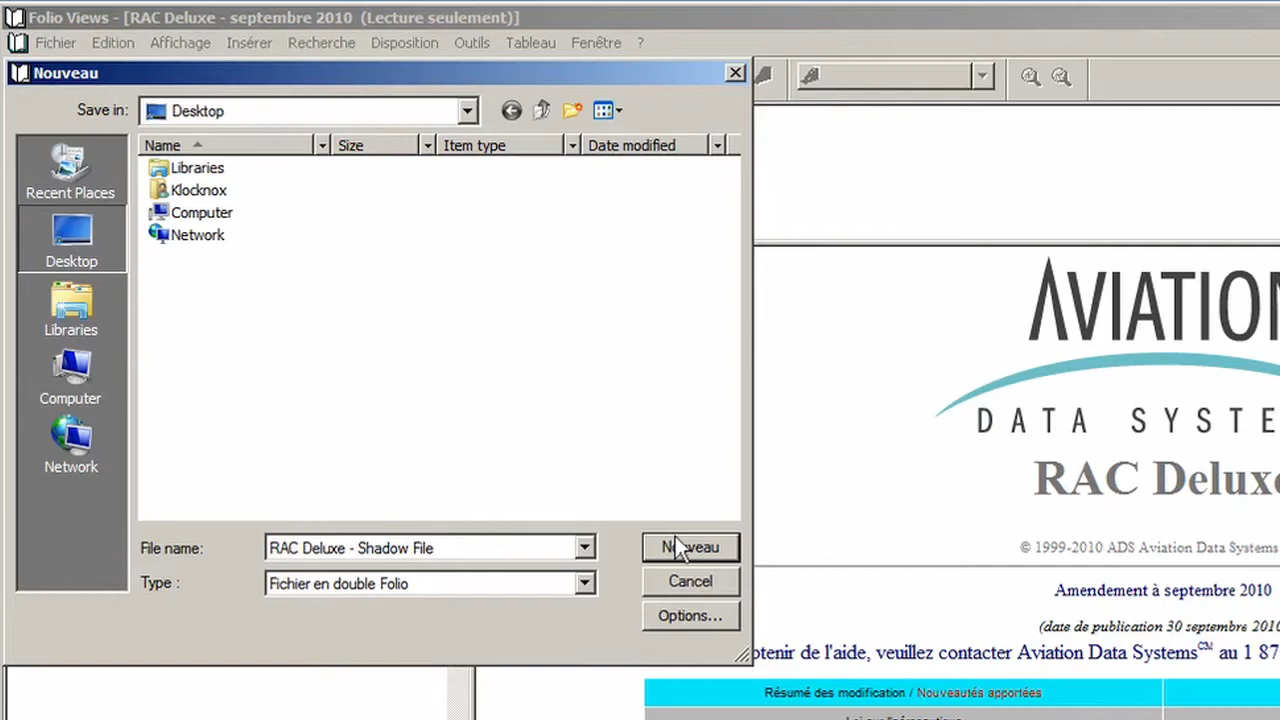 Folio Views - [RAC Deluxe - septembre 2010 (Lecture seulement)]
Fichier Edition Affichage Insérer Recherche Disposition Outils Tableau Fenêtre ?
Nouveau
Save in: Desktop
Name Size Item type Date modified
Libraries
Klocknox
Computer
Network
Recent Places
Desktop
Libraries
Computer
Network
File name: RAC Deluxe - Shadow File
Nouveau
Type : Fichier en double Folio
Cancel
Options...
AVIATION
DATA SYSTE
RAC Deluxe
© 1999-2010 ADS Aviation Data Systems
Amendement à septembre 2010
(date de publication 30 septembre 2010
otenir de l'aide, veuillez contacter Aviation Data Systems℠ au 1 87
Résumé des modification / Nouveautés apportées